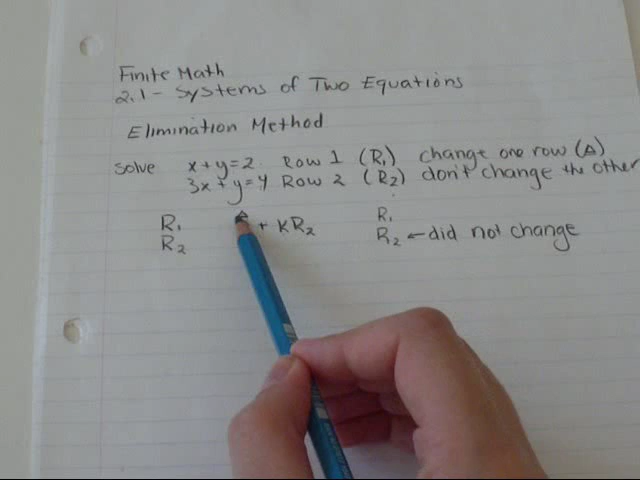 Finite Math
2.1 - Systems of Two Equations
Elimination Method
Solve x + y = 2 Row 1 (R₁) change one row (Δ)
3x + y = 4 Row 2 (R₂) don't change the other
R₁ Δ + KR₂ R₁
R₂ R₂ ← did not change